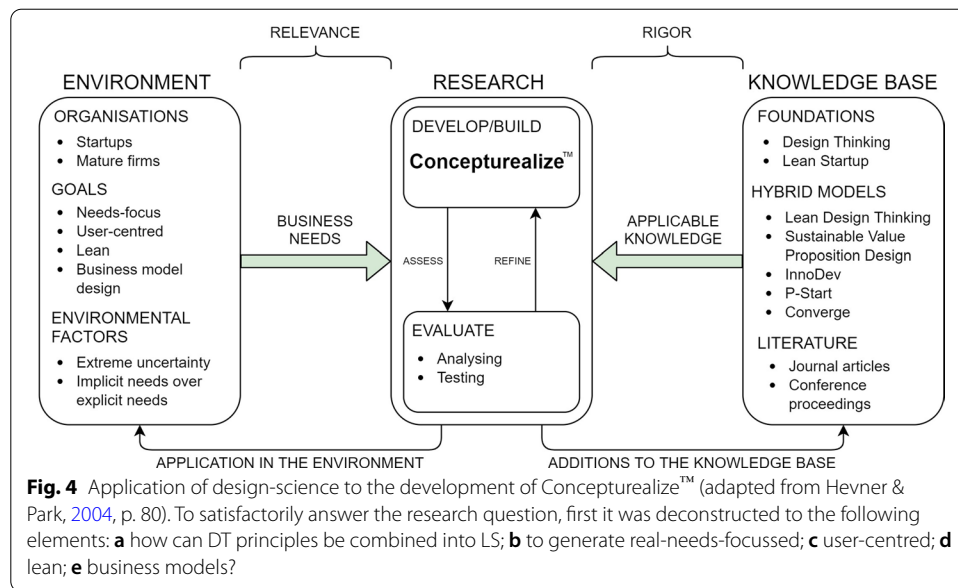 RELEVANCE
RIGOR
ENVIRONMENT
RESEARCH
KNOWLEDGE BASE
ORGANISATIONS
• Startups
• Mature firms
GOALS
• Needs-focus
• User-centred
• Lean
• Business model
design
ENVIRONMENTAL
FACTORS
• Extreme uncertainty
• Implicit needs over
explicit needs
BUSINESS
NEEDS
DEVELOP/BUILD
Concepturealize™
ASSESS
REFINE
EVALUATE
• Analysing
• Testing
APPLICABLE
KNOWLEDGE
FOUNDATIONS
• Design Thinking
• Lean Startup
HYBRID MODELS
• Lean Design Thinking
• Sustainable Value
Proposition Design
• InnoDev
• P-Start
• Converge
LITERATURE
• Journal articles
• Conference
proceedings
APPLICATION IN THE ENVIRONMENT
ADDITIONS TO THE KNOWLEDGE BASE
Fig. 4 Application of design-science to the development of Concepturealize™ (adapted from Hevner &
Park, 2004, p. 80). To satisfactorily answer the research question, first it was deconstructed to the following
elements: a how can DT principles be combined into LS; b to generate real-needs-focussed; c user-centred; d
lean; e business models?